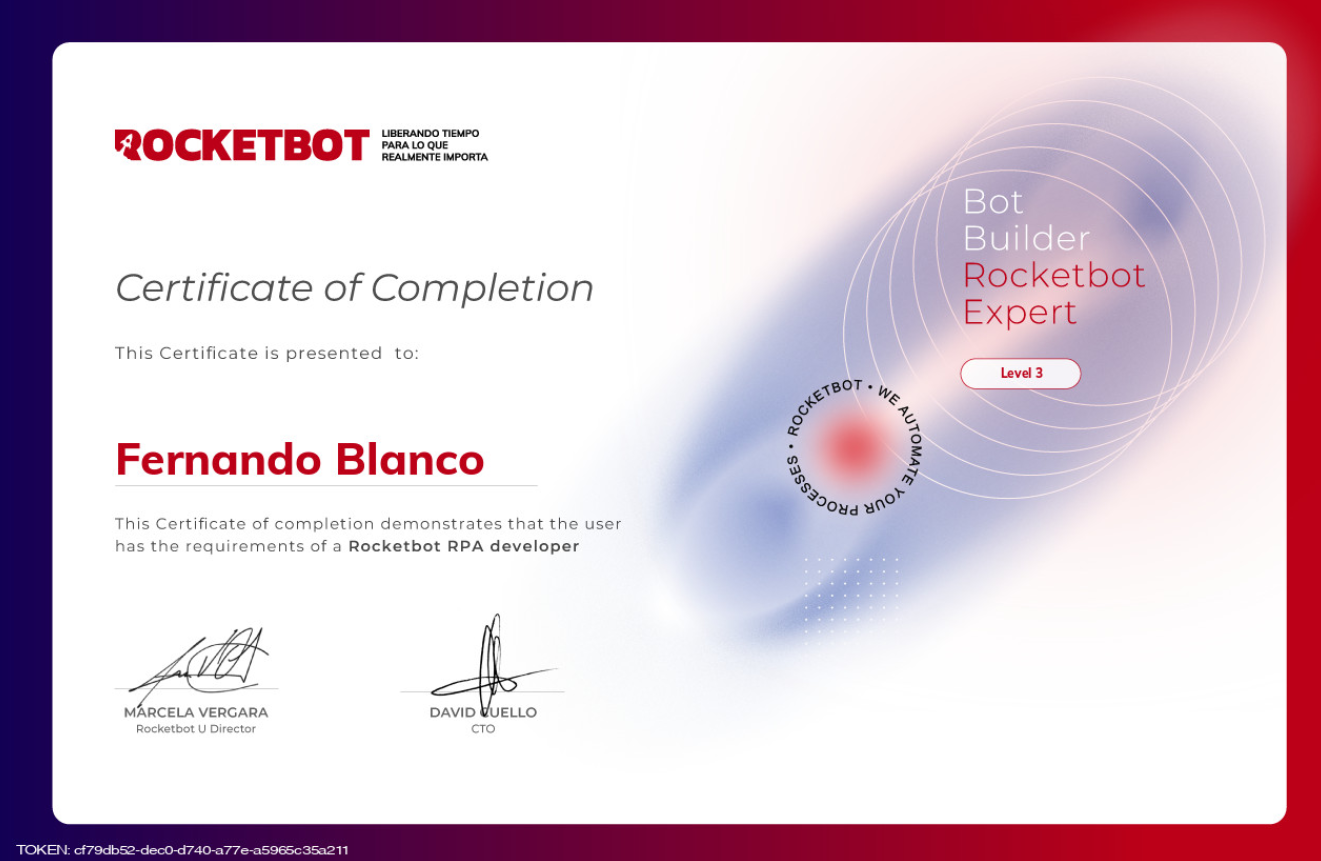 ROCKETBOT
LIBERANDO TIEMPO
PARA LO QUE
REALMENTE IMPORTA
Bot
Builder
Rocketbot
Expert
Level 3
Certificate of Completion
This Certificate is presented to:
ROCKETBOT • WE AUTOMATE YOUR PROCESSES •
Fernando Blanco
This Certificate of completion demonstrates that the user
has the requirements of a Rocketbot RPA developer
MARCELA VERGARA
Rocketbot U Director
DAVID CUELLO
CTO
TOKEN: cf79db52-dec0-d740-a77e-a5965c35a211